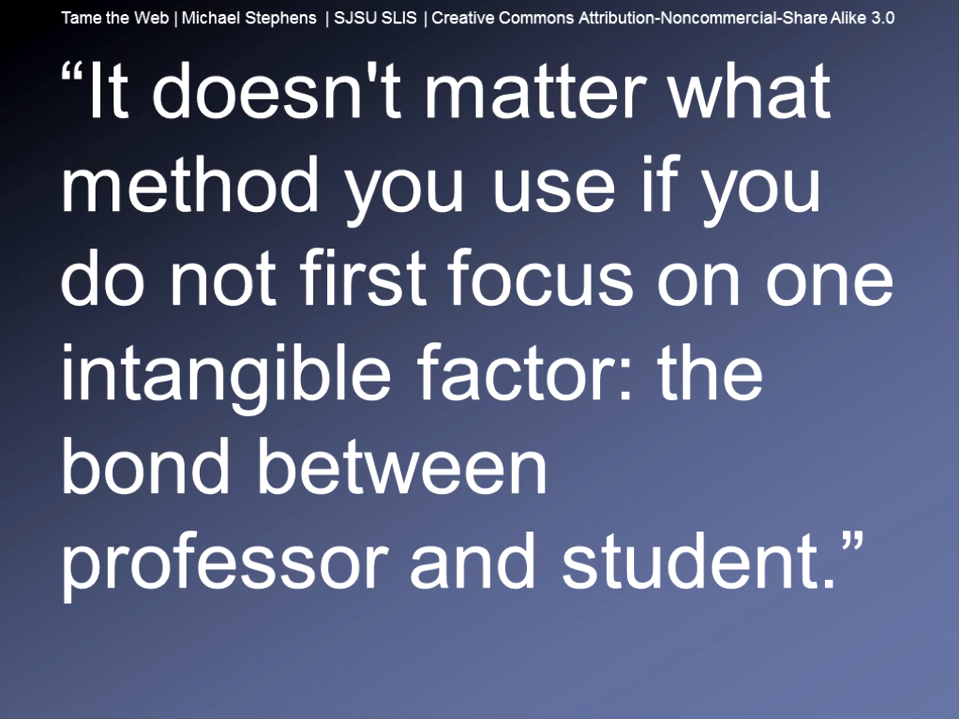 Tame the Web | Michael Stephens | SJSU SLIS | Creative Commons Attribution-Noncommercial-Share Alike 3.0
“It doesn't matter what
method you use if you
do not first focus on one
intangible factor: the
bond between
professor and student.”